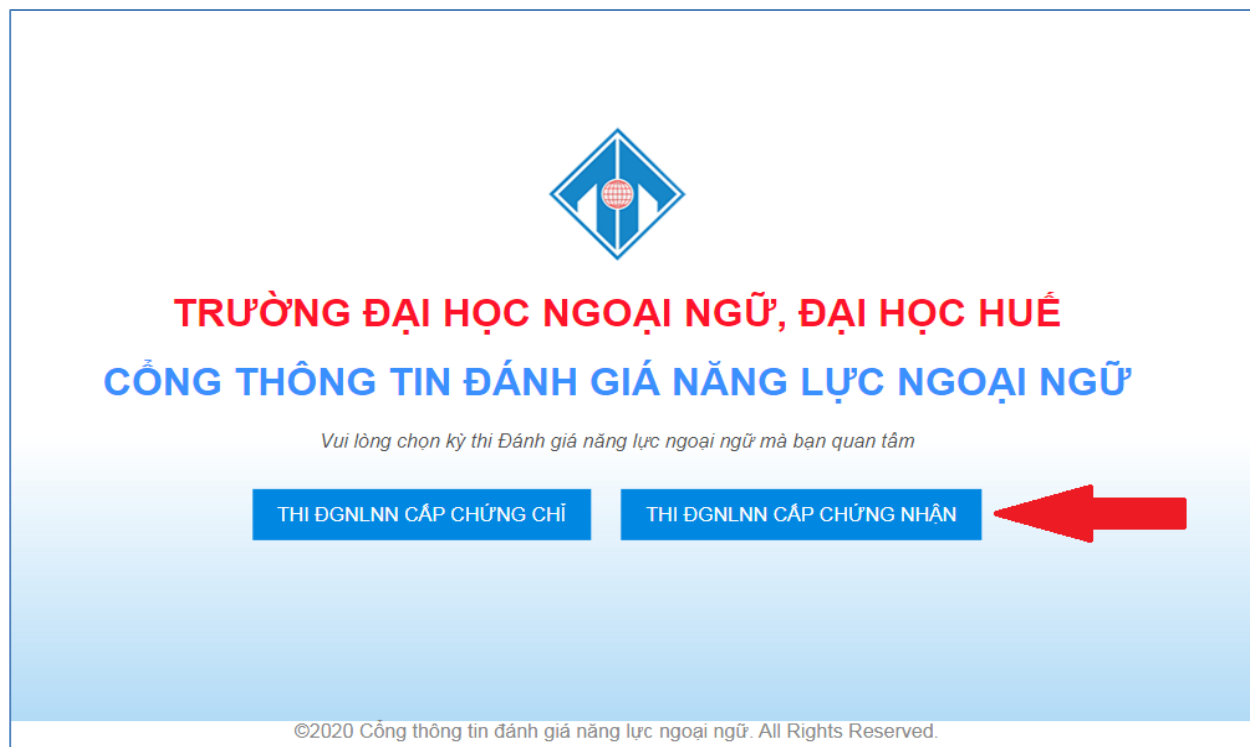 TRƯỜNG ĐẠI HỌC NGOẠI NGỮ, ĐẠI HỌC HUẾ
CỔNG THÔNG TIN ĐÁNH GIÁ NĂNG LỰC NGOẠI NGỮ
Vui lòng chọn kỳ thi Đánh giá năng lực ngoại ngữ mà bạn quan tâm
THI ĐGNLNN CẤP CHỨNG CHỈ
THI ĐGNLNN CẤP CHỨNG NHẬN
©2020 Cổng thông tin đánh giá năng lực ngoại ngữ. All Rights Reserved.